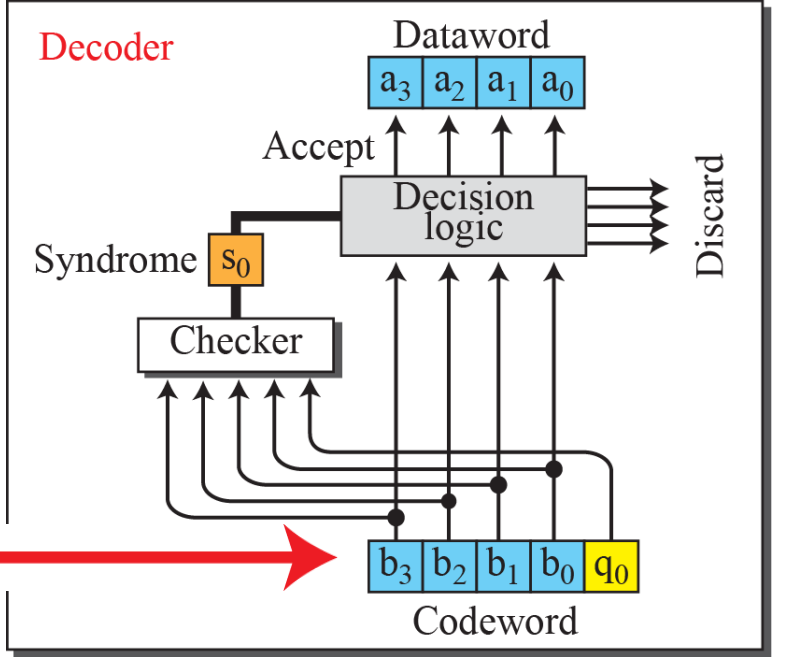 Decoder
Dataword
a3 a2 a1 a0
Accept
Decision
logic
Discard
Syndrome
s0
Checker
b3 b2 b1 b0 q0
Codeword